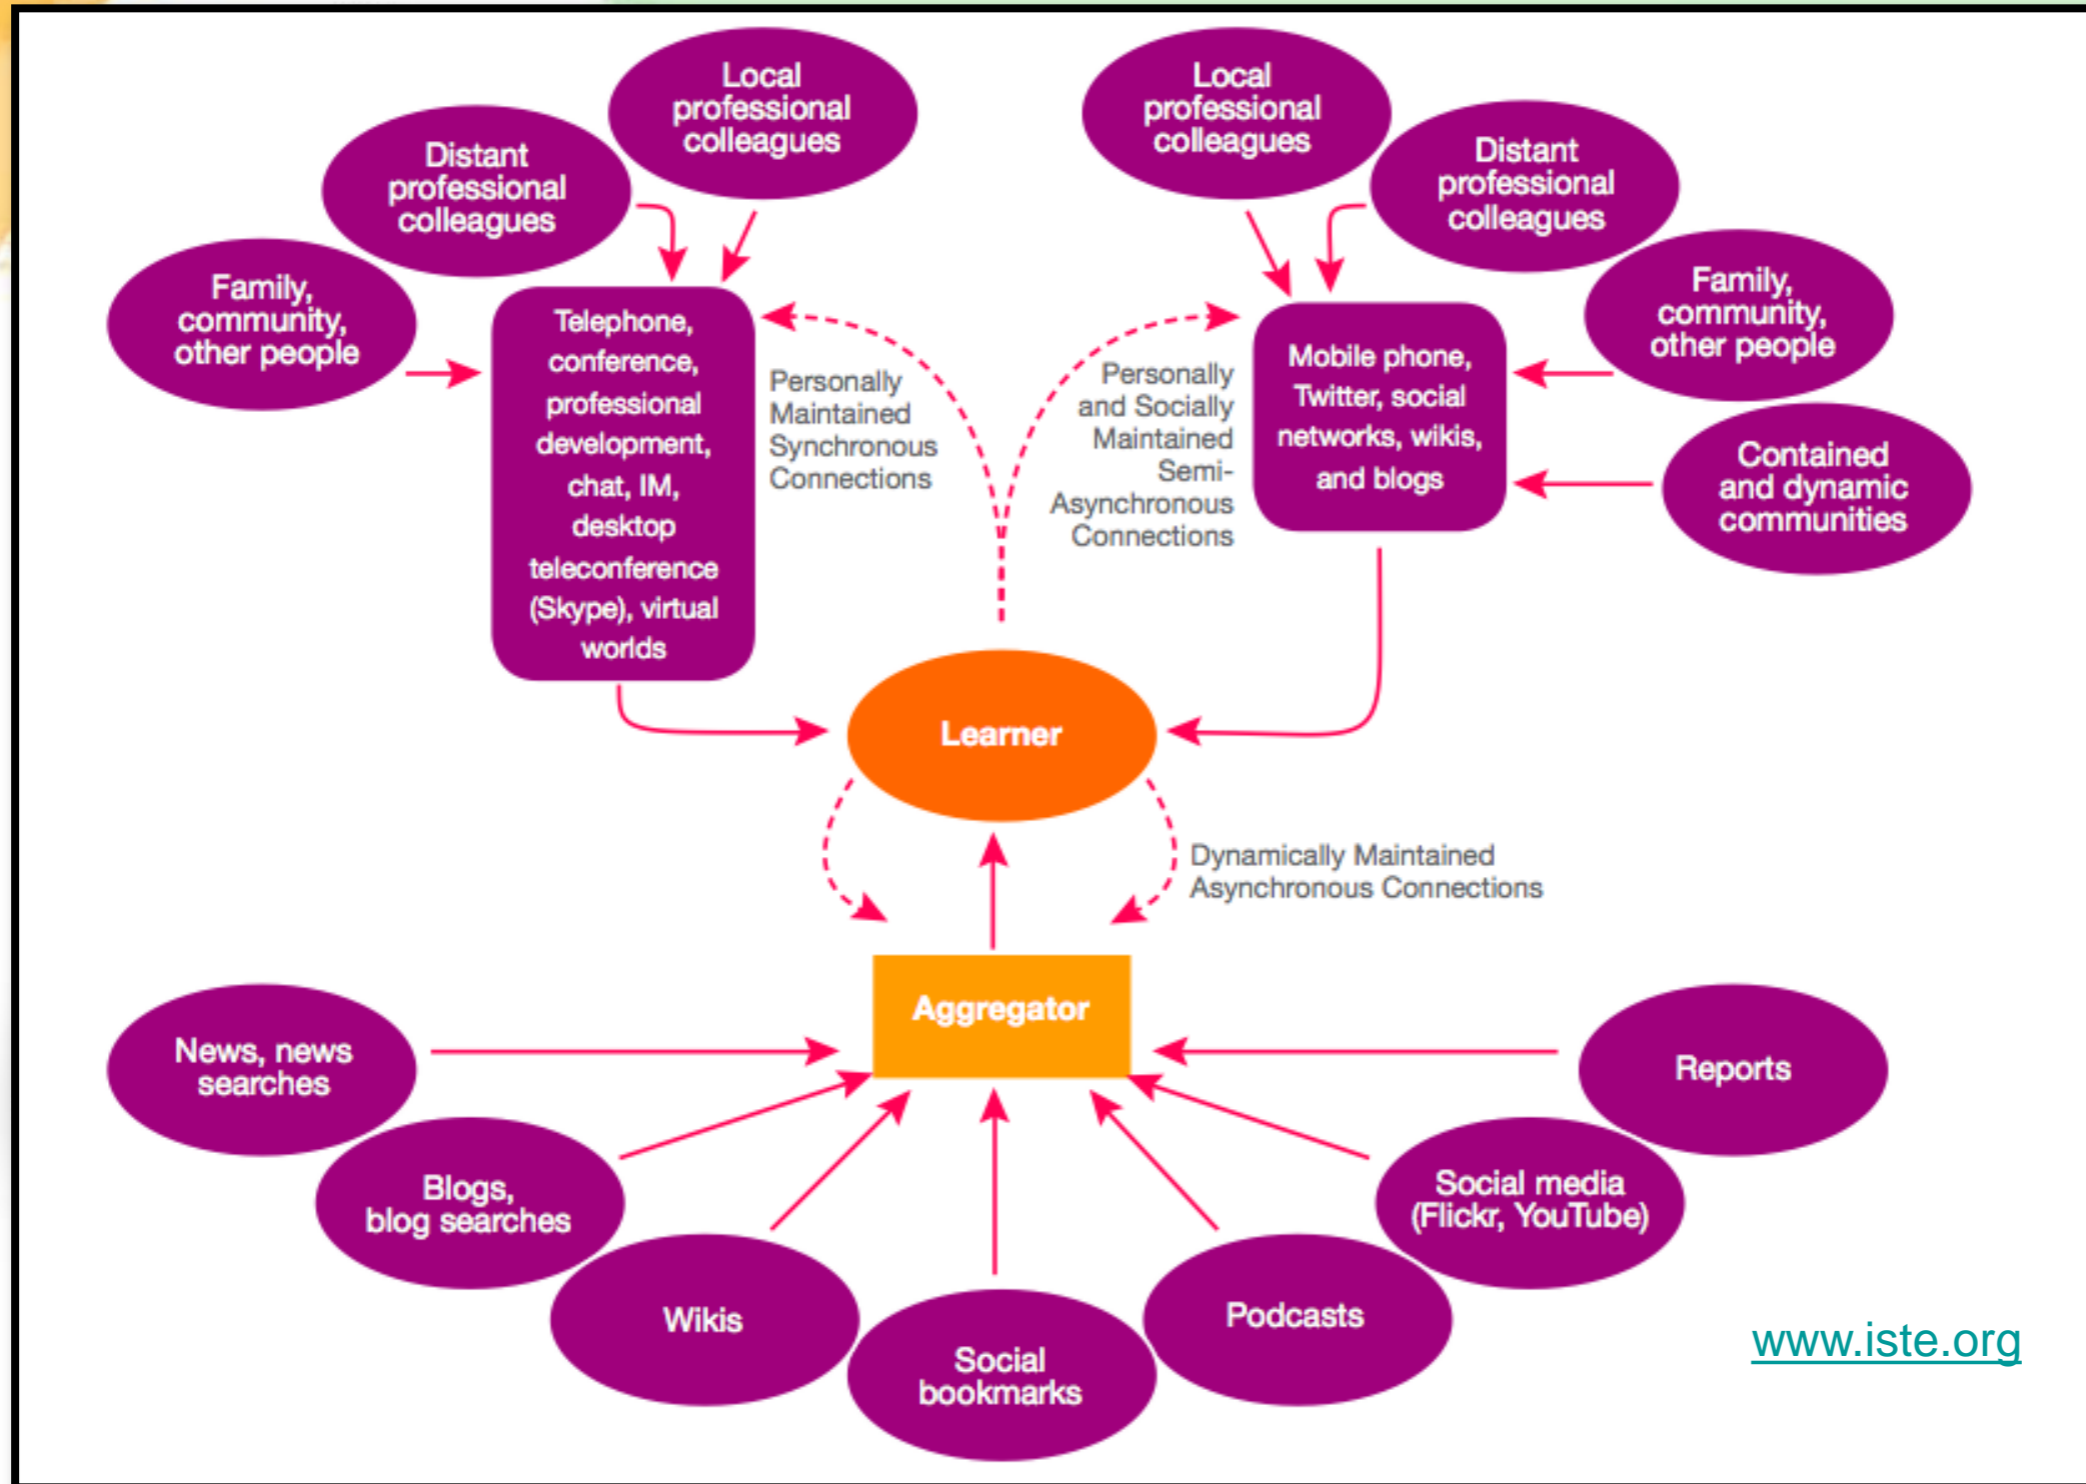 Local
professional
colleagues
Distant
professional
colleagues
Family,
community,
other people
Telephone,
conference,
professional
development,
chat, IM,
desktop
teleconference
(Skype), virtual
worlds
Personally
Maintained
Synchronous
Connections
Local
professional
colleagues
Distant
professional
colleagues
Family,
community,
other people
Contained
and dynamic
communities
Mobile phone,
Twitter, social
networks, wikis,
and blogs
Personally
and Socially
Maintained
Semi-
Asynchronous
Connections
Learner
Dynamically Maintained
Asynchronous Connections
Aggregator
News, news
searches
Blogs,
blog searches
Wikis
Social
bookmarks
Podcasts
Social media
(Flickr, YouTube)
Reports
www.iste.org